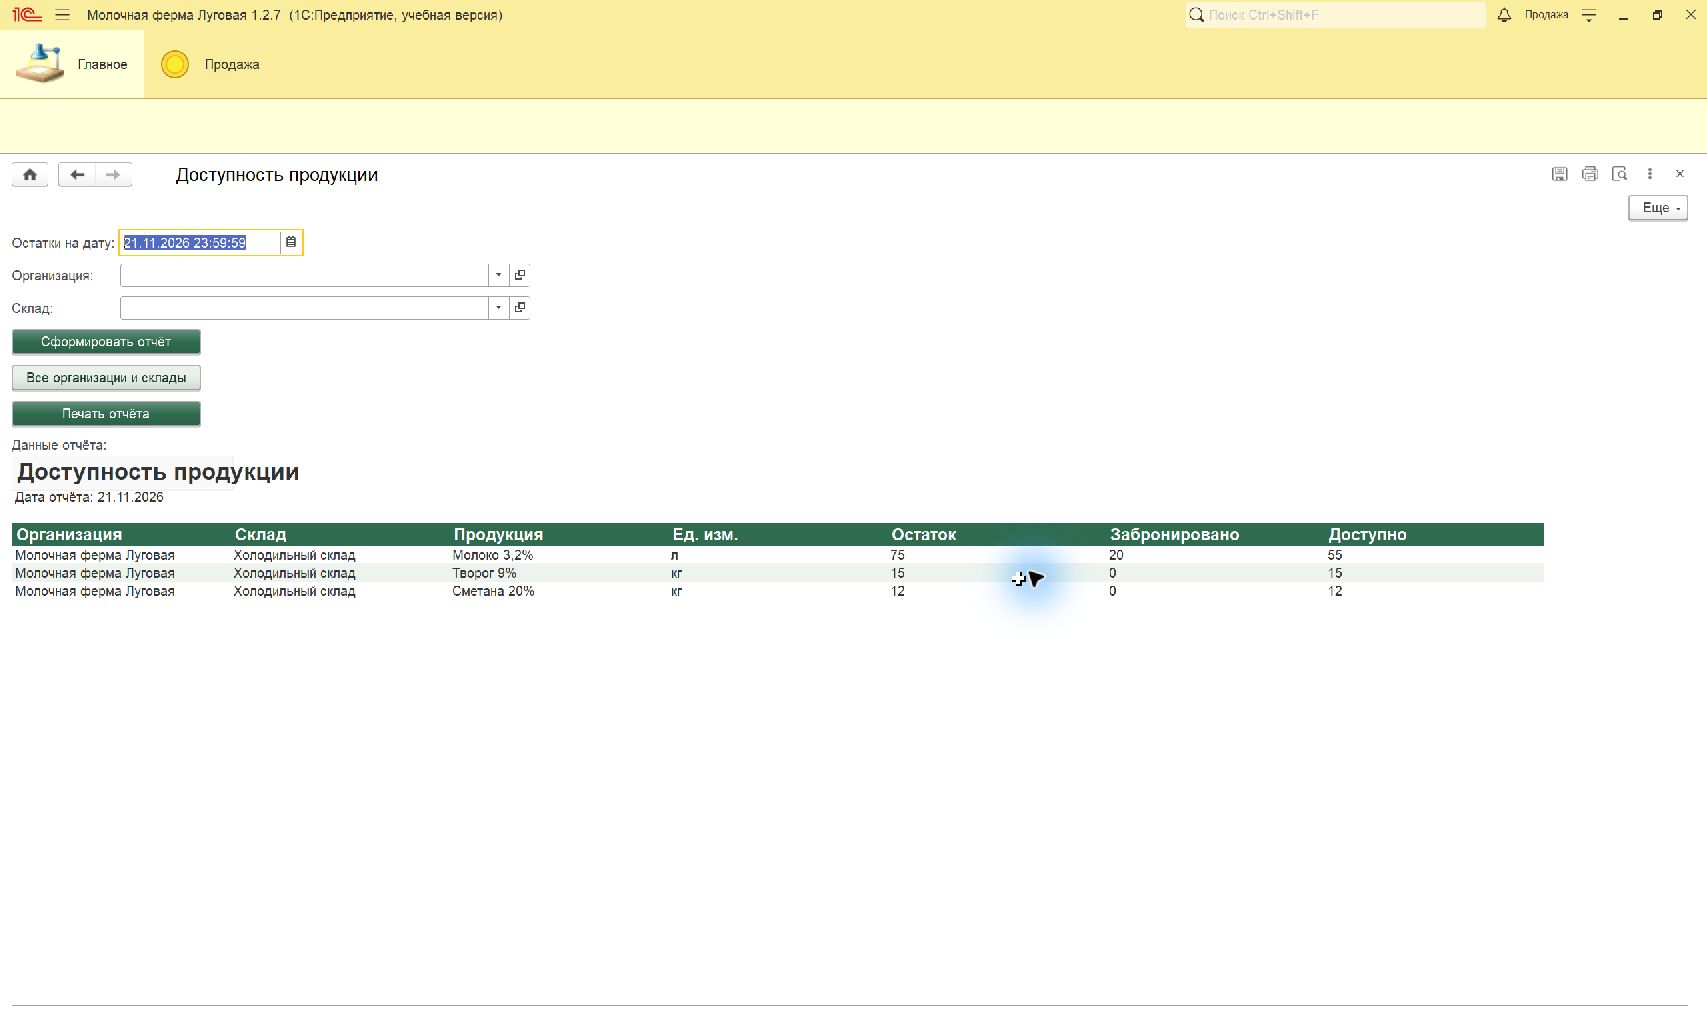 1С Молочная ферма Луговая 1.2.7 (1С:Предприятие, учебная версия) Поиск Ctrl+Shift+F Продажа
Главное Продажа
Доступность продукции
Еще
Остатки на дату: 21.11.2026 23:59:59
Организация:
Склад:
Сформировать отчёт
Все организации и склады
Печать отчёта
Данные отчёта:
Доступность продукции
Дата отчёта: 21.11.2026
Организация Склад Продукция Ед. изм. Остаток Забронировано Доступно
Молочная ферма Луговая Холодильный склад Молоко 3,2% л 75 20 55
Молочная ферма Луговая Холодильный склад Творог 9% кг 15 0 15
Молочная ферма Луговая Холодильный склад Сметана 20% кг 12 0 12